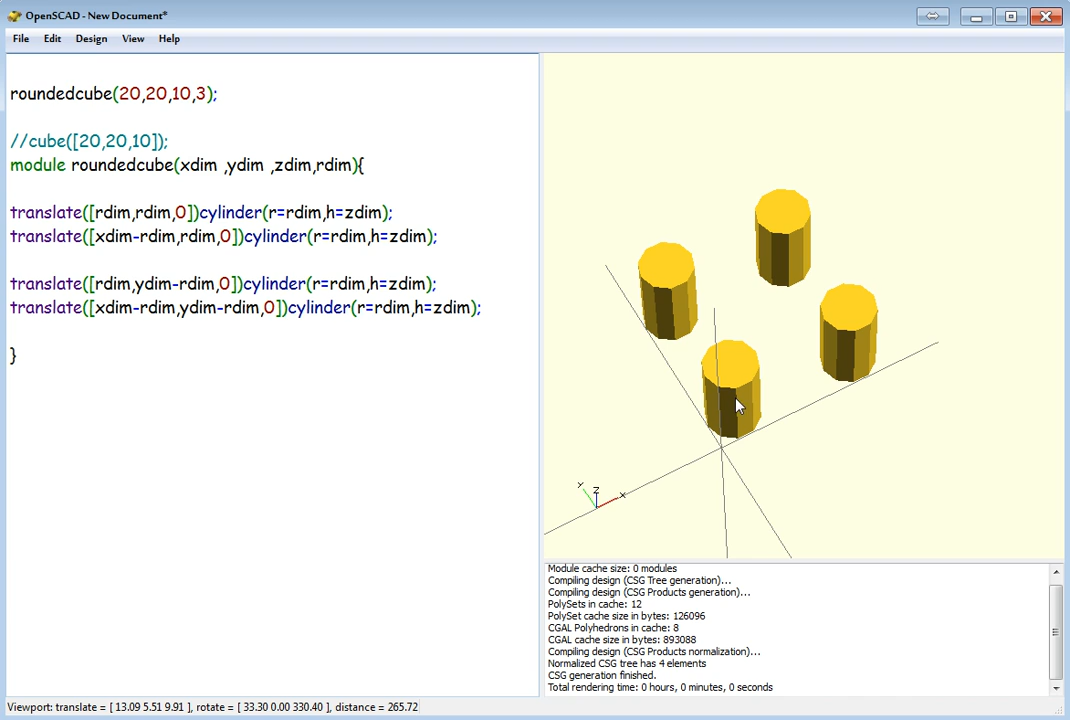 OpenSCAD - New Document*
File Edit Design View Help
roundedcube(20,20,10,3);
//cube([20,20,10]);
module roundedcube(xdim ,ydim ,zdim,rdim){
translate([rdim,rdim,0])cylinder(r=rdim,h=zdim);
translate([xdim-rdim,rdim,0])cylinder(r=rdim,h=zdim);
translate([rdim,ydim-rdim,0])cylinder(r=rdim,h=zdim);
translate([xdim-rdim,ydim-rdim,0])cylinder(r=rdim,h=zdim);
}
Y
Z
X
Module cache size: 0 modules
Compiling design (CSG Tree generation)...
Compiling design (CSG Products generation)...
PolySets in cache: 12
PolySet cache size in bytes: 126096
CGAL Polyhedrons in cache: 8
CGAL cache size in bytes: 893088
Compiling design (CSG Products normalization)...
Normalized CSG tree has 4 elements
CSG generation finished.
Total rendering time: 0 hours, 0 minutes, 0 seconds
Viewport: translate = [ 13.09 5.51 9.91 ], rotate = [ 33.30 0.00 330.40 ], distance = 265.72